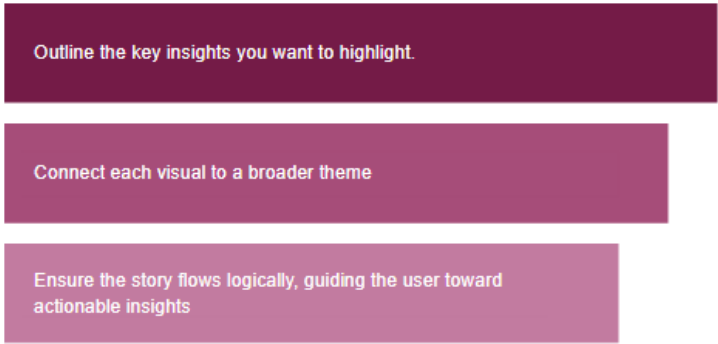 Outline the key insights you want to highlight.
Connect each visual to a broader theme
Ensure the story flows logically, guiding the user toward
actionable insights